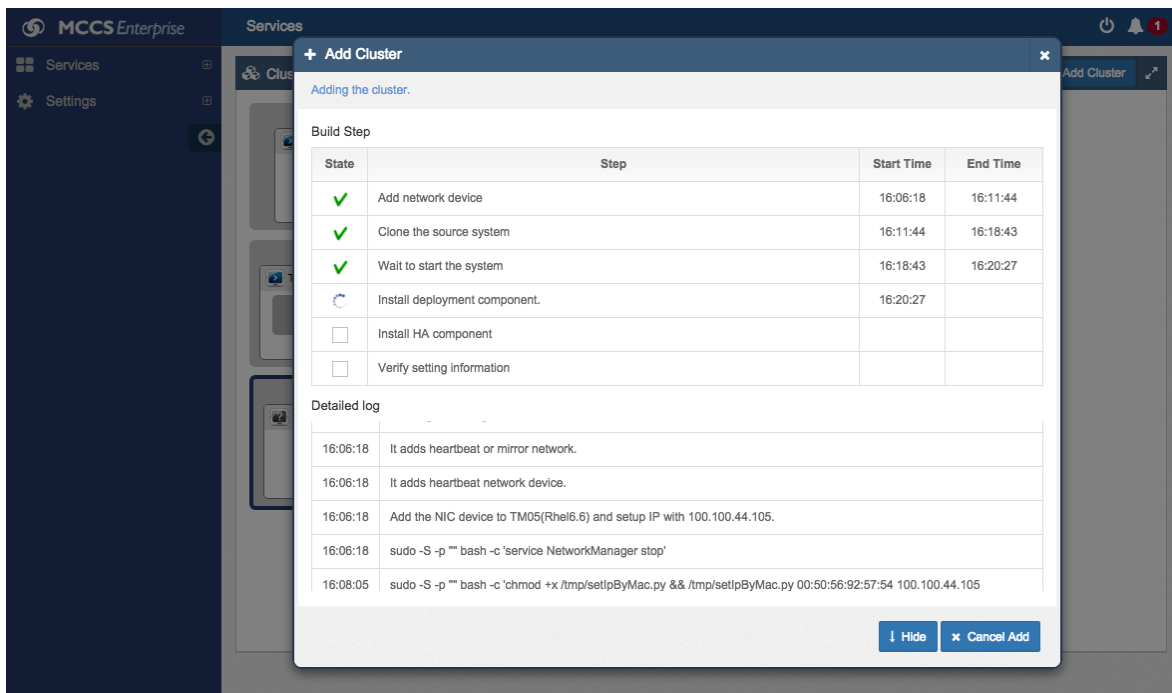 MCCS Enterprise
Services
1
Services
Settings
Clus
Add Cluster
Add Cluster
Adding the cluster.
Build Step
State Step Start Time End Time
Add network device 16:06:18 16:11:44
Clone the source system 16:11:44 16:18:43
Wait to start the system 16:18:43 16:20:27
Install deployment component. 16:20:27
Install HA component
Verify setting information
Detailed log
16:06:18 It adds heartbeat or mirror network.
16:06:18 It adds heartbeat network device.
16:06:18 Add the NIC device to TM05(Rhel6.6) and setup IP with 100.100.44.105.
16:06:18 sudo -S -p "" bash -c 'service NetworkManager stop'
16:08:05 sudo -S -p "" bash -c 'chmod +x /tmp/setIpByMac.py && /tmp/setIpByMac.py 00:50:56:92:57:54 100.100.44.105
Hide
Cancel Add